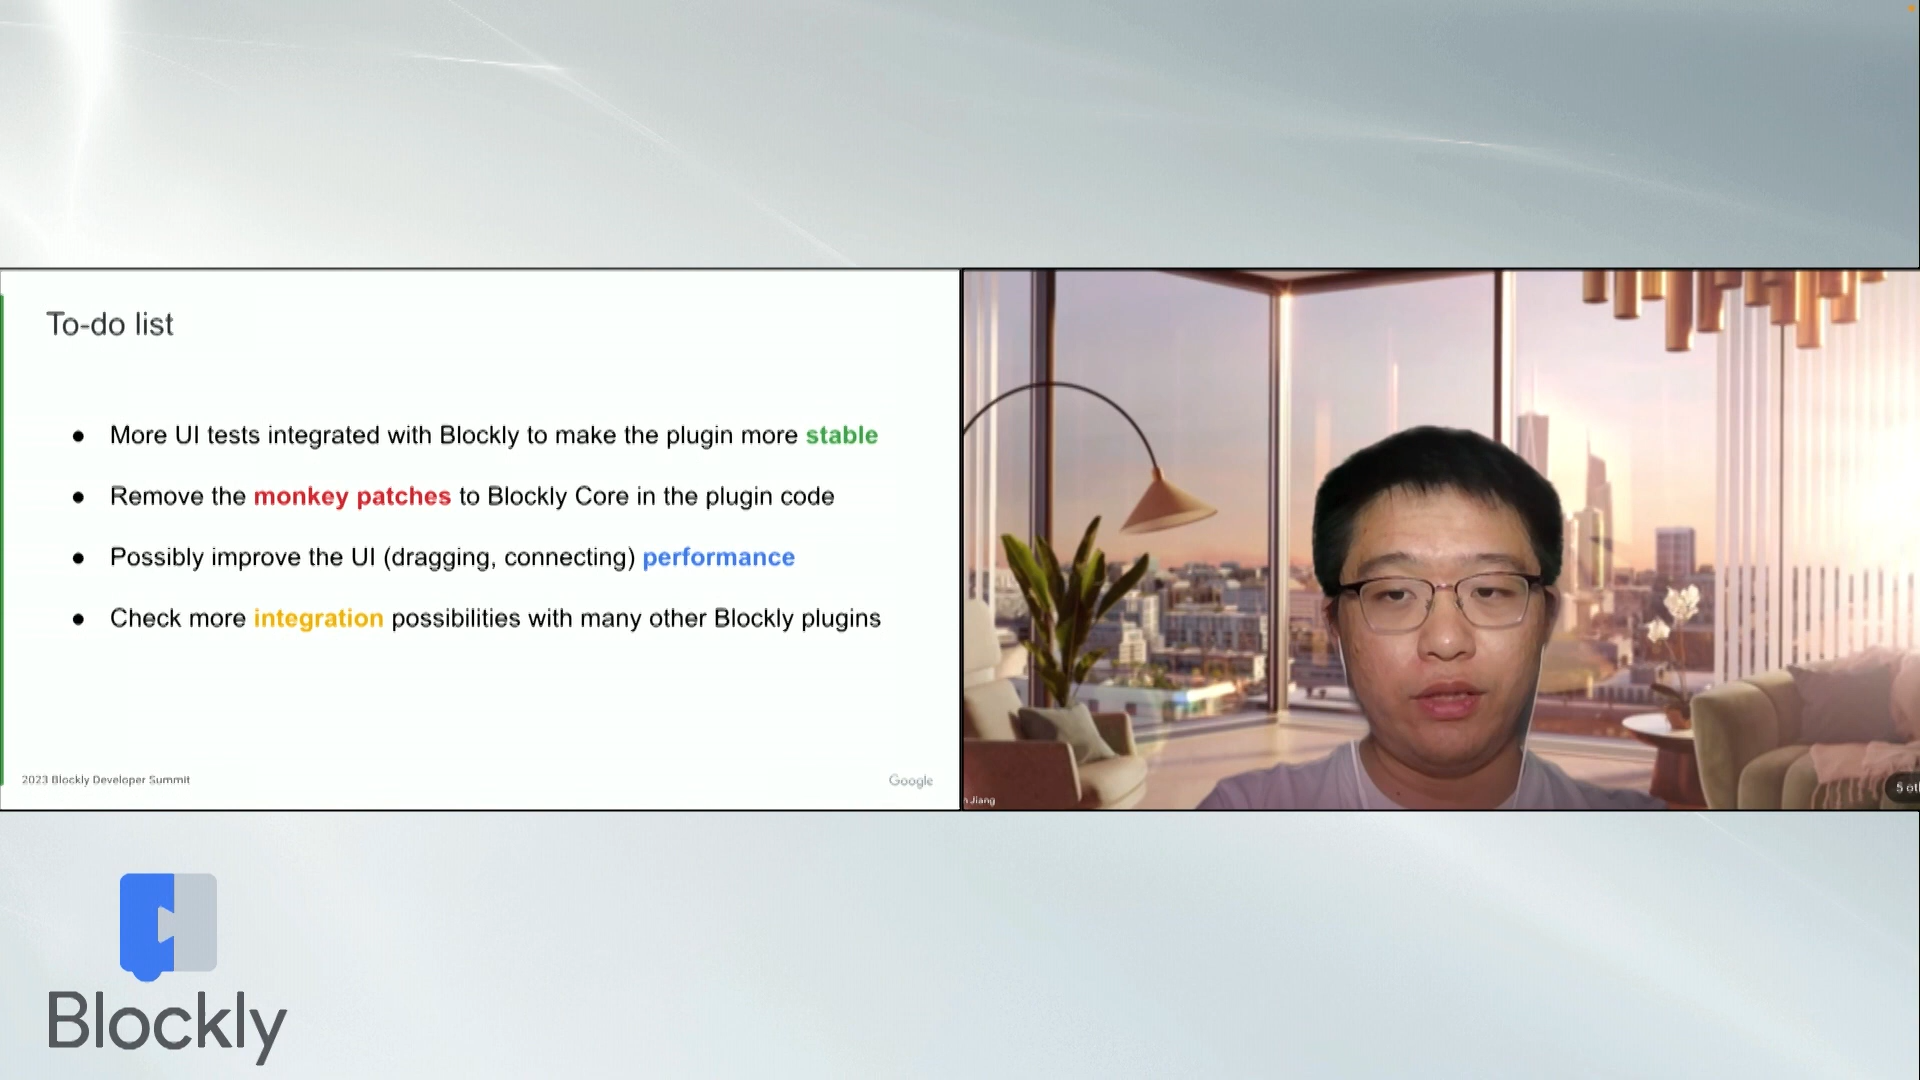 To-do list
● More UI tests integrated with Blockly to make the plugin more stable
● Remove the monkey patches to Blockly Core in the plugin code
● Possibly improve the UI (dragging, connecting) performance
● Check more integration possibilities with many other Blockly plugins
2023 Blockly Developer Summit
Google
Jiang
5 ot
Blockly